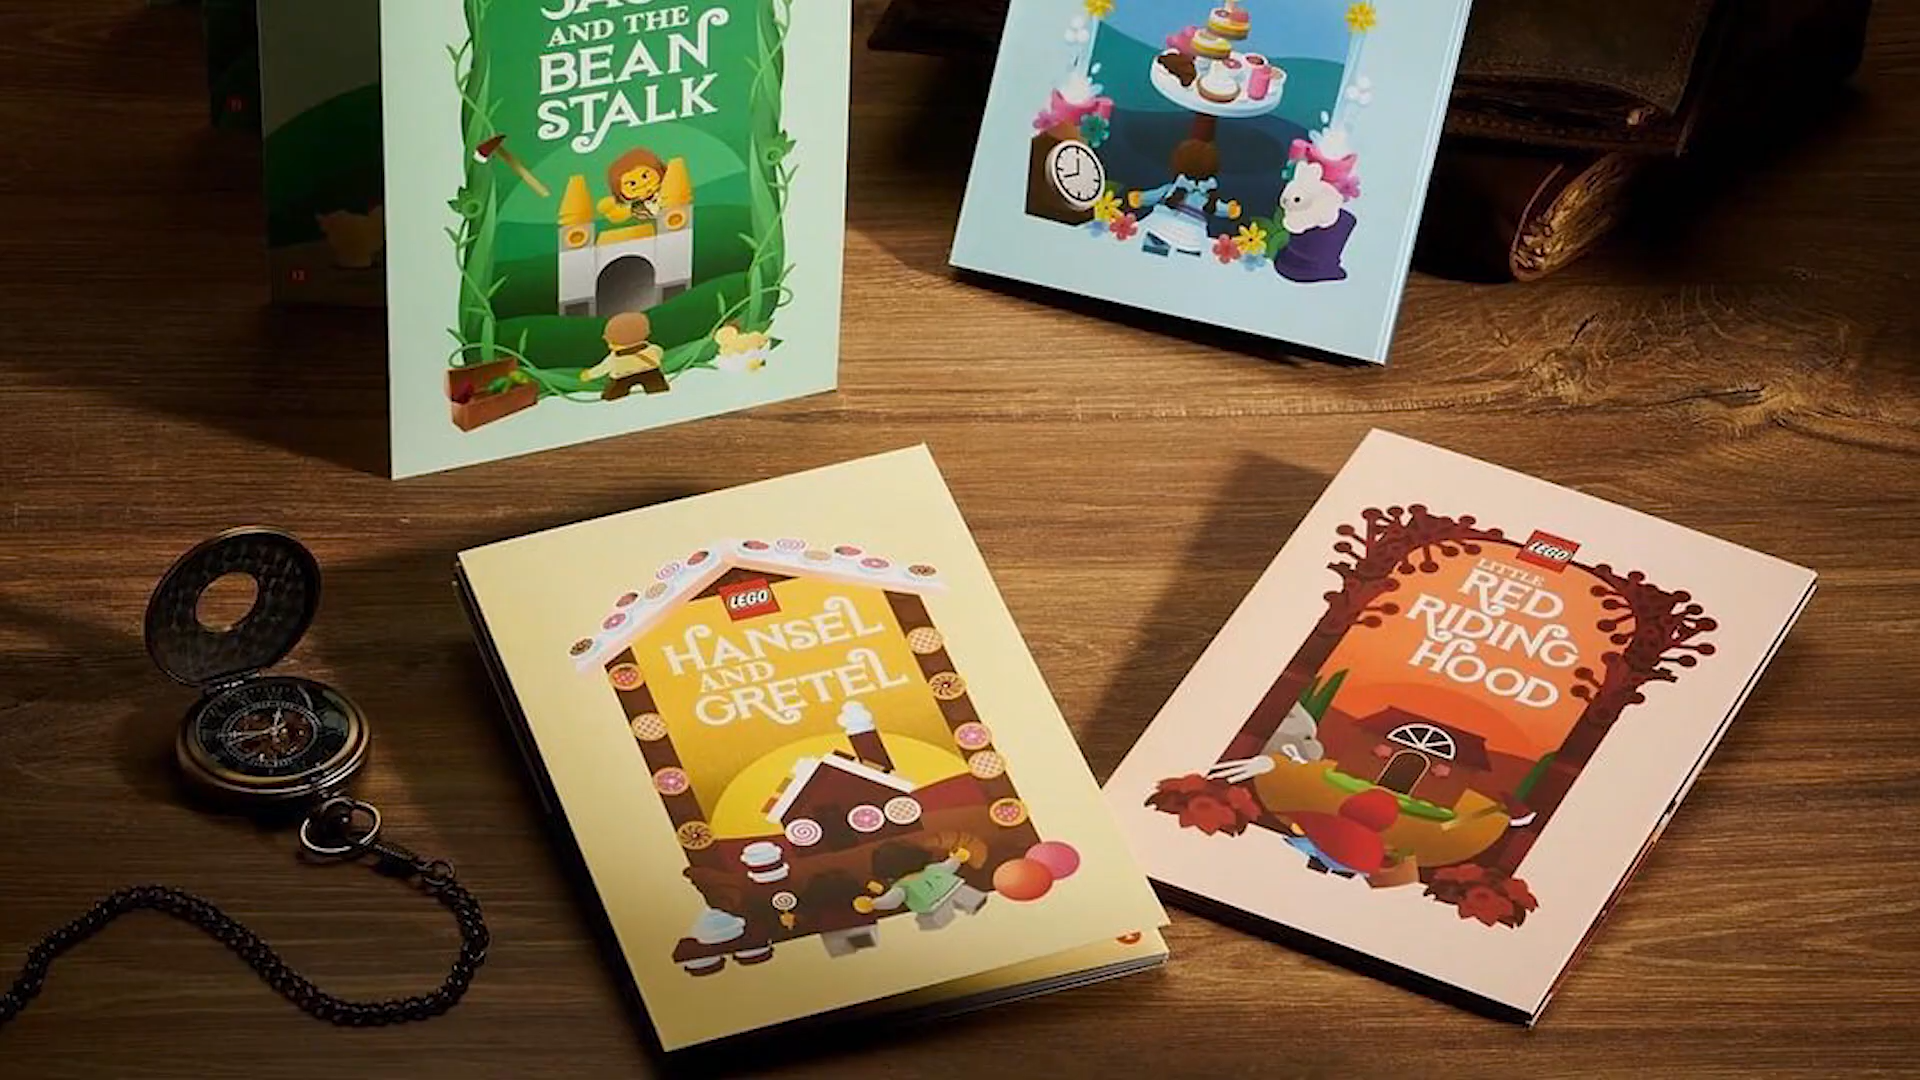 AND THE
BEAN
STALK
LEGO
HANSEL
AND
GRETEL
LEGO
LITTLE
RED
RIDING
HOOD